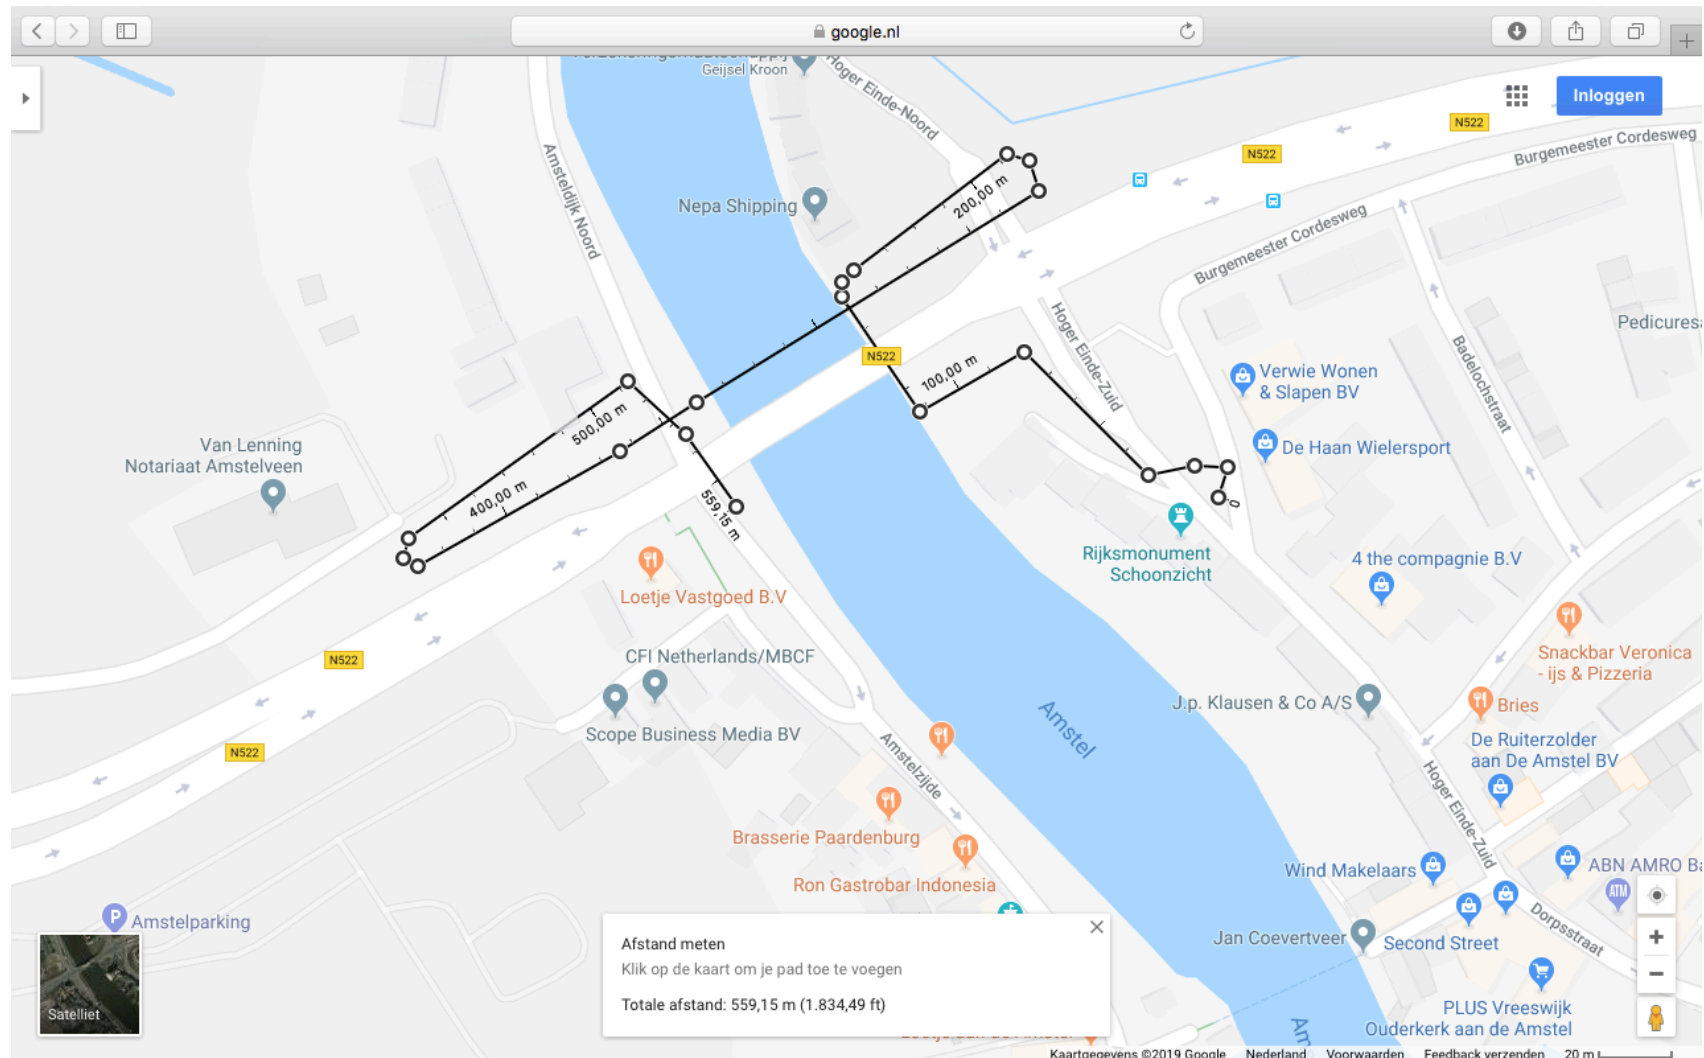 google.nl
Geijsel Kroon
Hoger Einde-Noord
Inloggen
N522
N522
Burgemeester Cordesweg
Amsteldijk Noord
Nepa Shipping
200,00 m
Burgemeester Cordesweg
Hoger Einde-Zuid
Pedicures
N522
100,00 m
Verwie Wonen
& Slapen BV
Badelochstraat
500,00 m
Van Lenning
Notariaat Amstelveen
De Haan Wielersport
400,00 m
559,15 m
0
Rijksmonument
Schoonzicht
4 the compagnie B.V
Loetje Vastgoed B.V
N522
CFI Netherlands/MBCF
Snackbar Veronica
- ijs & Pizzeria
J.p. Klausen & Co A/S
Bries
Amstel
Scope Business Media BV
De Ruiterzolder
aan De Amstel BV
N522
Amstelzijde
Hoger Einde-Zuid
Brasserie Paardenburg
Wind Makelaars
ABN AMRO Ba
ATM
Ron Gastrobar Indonesia
P Amstelparking
Dorpsstraat
Jan Coevertveer
Second Street
Afstand meten
Klik op de kaart om je pad toe te voegen
Totale afstand: 559,15 m (1.834,49 ft)
Satelliet
PLUS Vreeswijk
Ouderkerk aan de Amstel
Am
Kaartgegevens ©2019 Google Nederland Voorwaarden Feedback verzenden 20 m